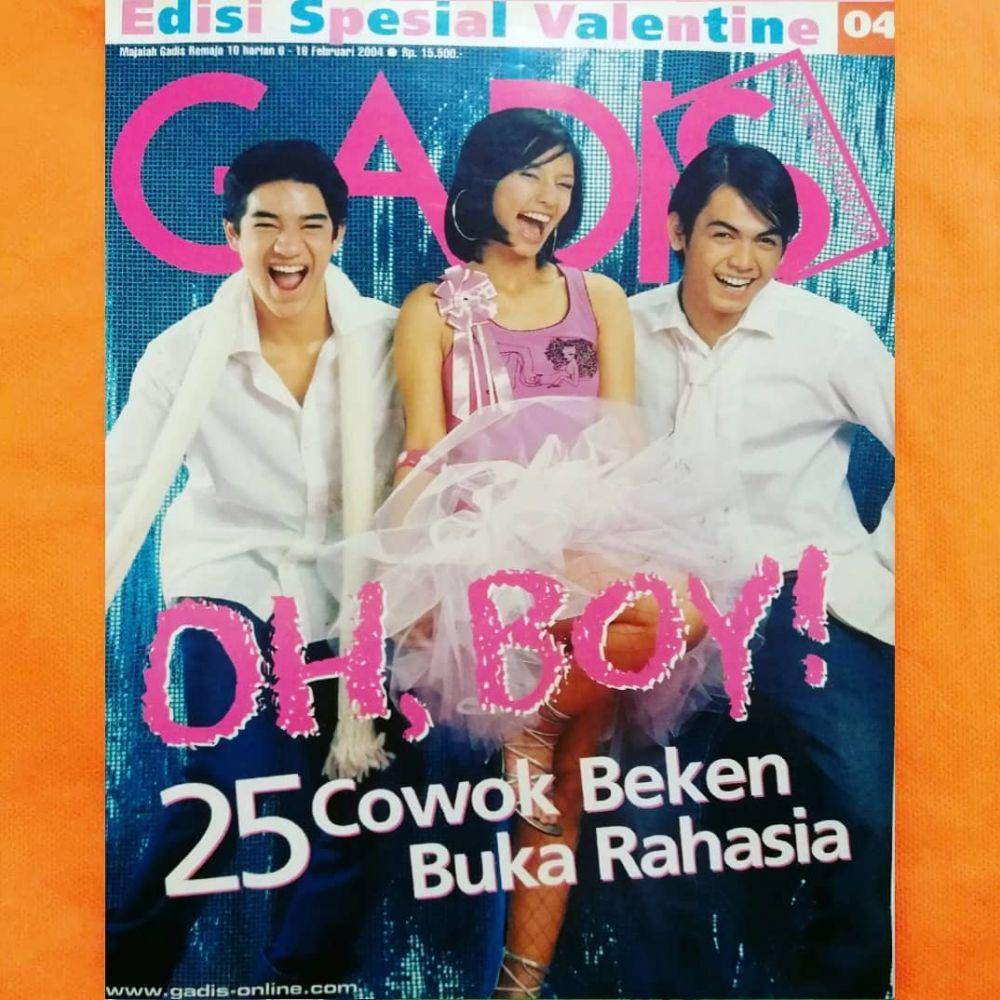 Edisi Spesial Valentine 04
Majalah Gadis Remaja 10 harian 6 - 16 Februari 2004 ● Rp. 15.500.-
GADIS
OH, BOY!
25 Cowok Beken
Buka Rahasia
www.gadis-online.com